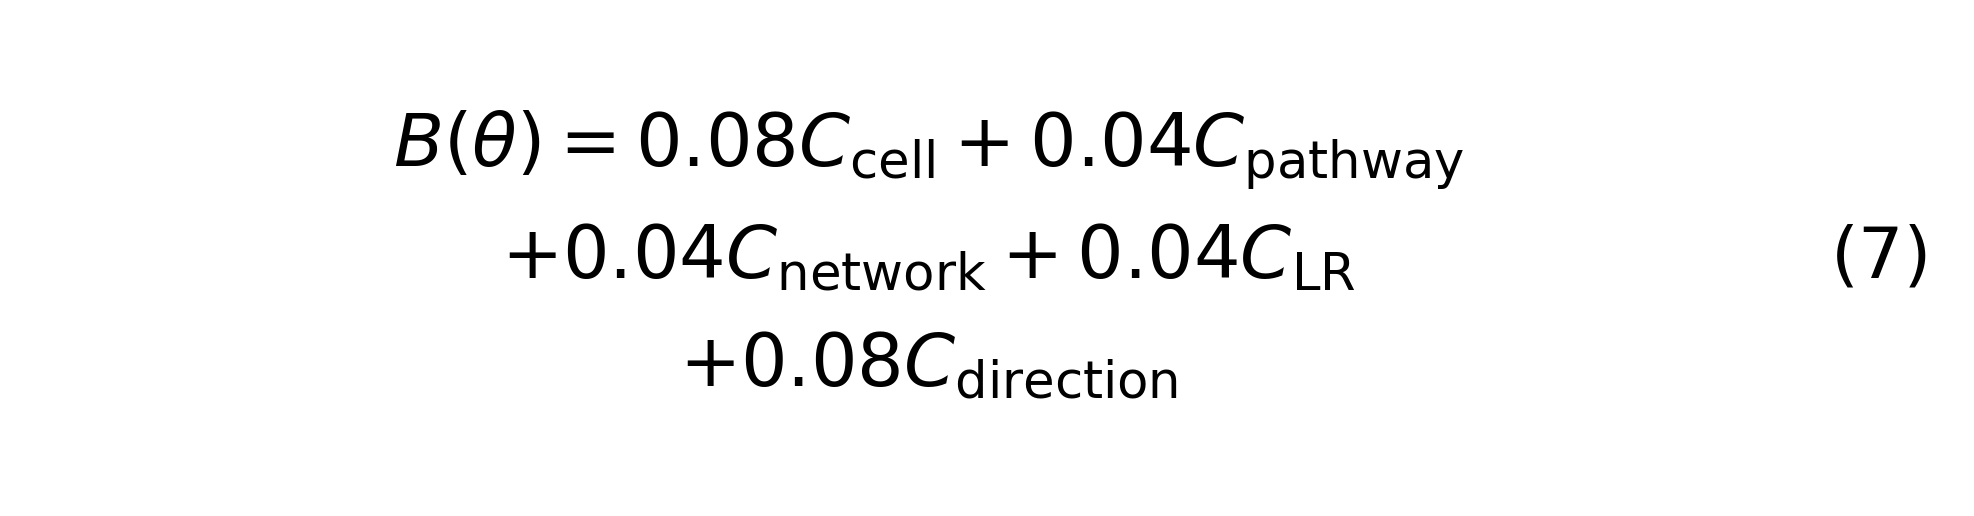 B(θ) = 0.08C_cell + 0.04C_pathway
+0.04C_network + 0.04C_LR (7)
+0.08C_direction